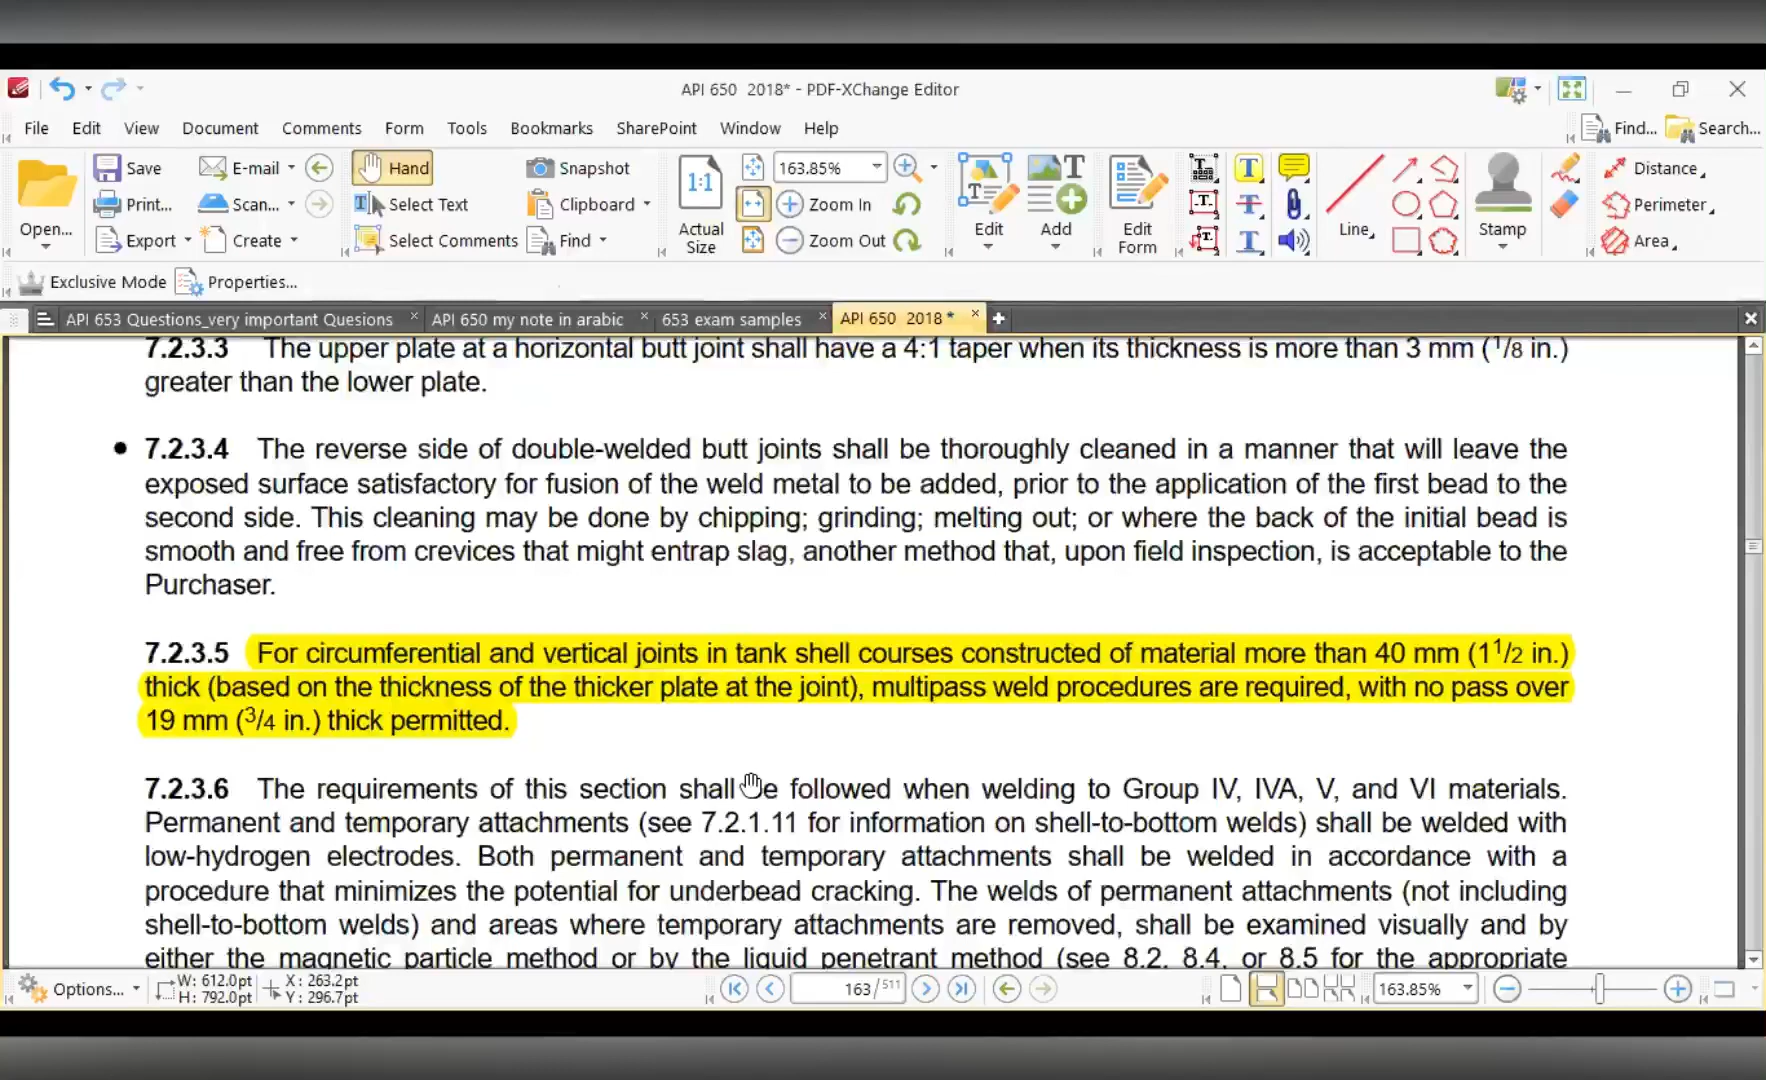 API 650 2018* - PDF-XChange Editor
File Edit View Document Comments Form Tools Bookmarks SharePoint Window Help Find... Search...
Open...
Save E-mail
Print... Scan...
Export Create
Hand
Select Text
Select Comments
Snapshot
Clipboard
Find
1:1
Actual
Size
163.85%
Zoom In
Zoom Out
Edit
Add
Edit
Form
Line
Stamp
Distance
Perimeter
Area
Exclusive Mode Properties...
API 653 Questions_very important Quesions API 650 my note in arabic 653 exam samples API 650 2018 *
7.2.3.3 The upper plate at a horizontal butt joint shall have a 4:1 taper when its thickness is more than 3 mm (1/8 in.)
greater than the lower plate.
• 7.2.3.4 The reverse side of double-welded butt joints shall be thoroughly cleaned in a manner that will leave the
exposed surface satisfactory for fusion of the weld metal to be added, prior to the application of the first bead to the
second side. This cleaning may be done by chipping; grinding; melting out; or where the back of the initial bead is
smooth and free from crevices that might entrap slag, another method that, upon field inspection, is acceptable to the
Purchaser.
7.2.3.5 For circumferential and vertical joints in tank shell courses constructed of material more than 40 mm (1 1/2 in.)
thick (based on the thickness of the thicker plate at the joint), multipass weld procedures are required, with no pass over
19 mm (3/4 in.) thick permitted.
7.2.3.6 The requirements of this section shall be followed when welding to Group IV, IVA, V, and VI materials.
Permanent and temporary attachments (see 7.2.1.11 for information on shell-to-bottom welds) shall be welded with
low-hydrogen electrodes. Both permanent and temporary attachments shall be welded in accordance with a
procedure that minimizes the potential for underbead cracking. The welds of permanent attachments (not including
shell-to-bottom welds) and areas where temporary attachments are removed, shall be examined visually and by
either the magnetic particle method or by the liquid penetrant method (see 8.2, 8.4, or 8.5 for the appropriate
Options... W: 612.0pt X: 263.2pt
H: 792.0pt Y: 296.7pt
163 / 511
163.85%